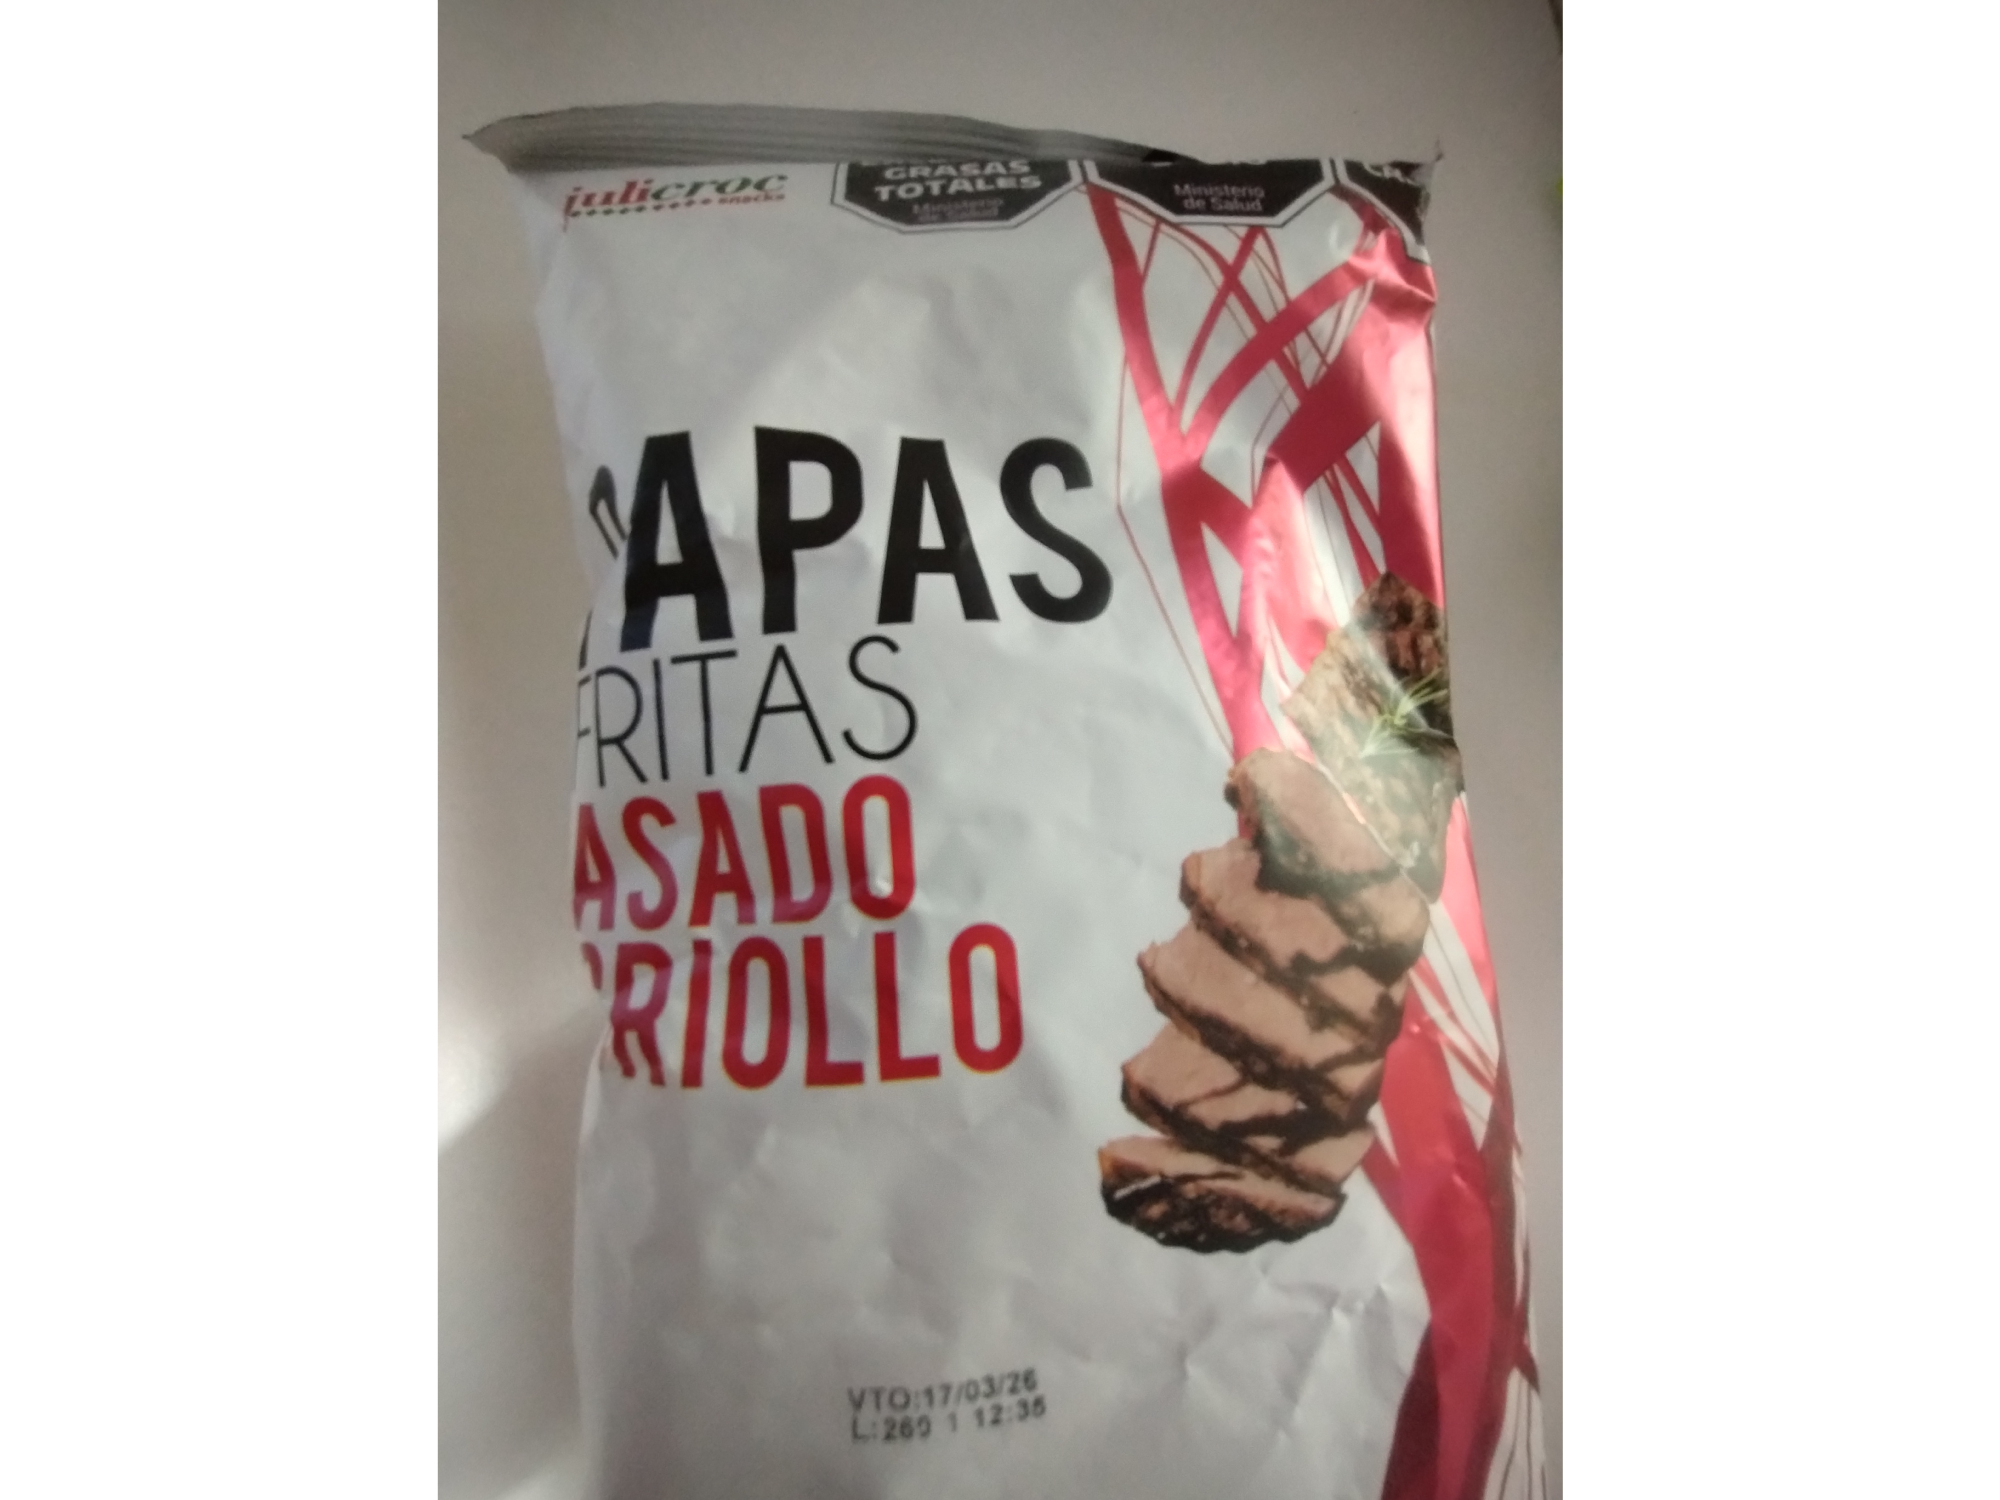 julicroc
snacks
GRASAS
TOTALES
Ministerio
de Salud
Ministerio
de Salud
PAPAS
FRITAS
ASADO
CRIOLLO
VTO:17/03/26
L:260 1 12:36